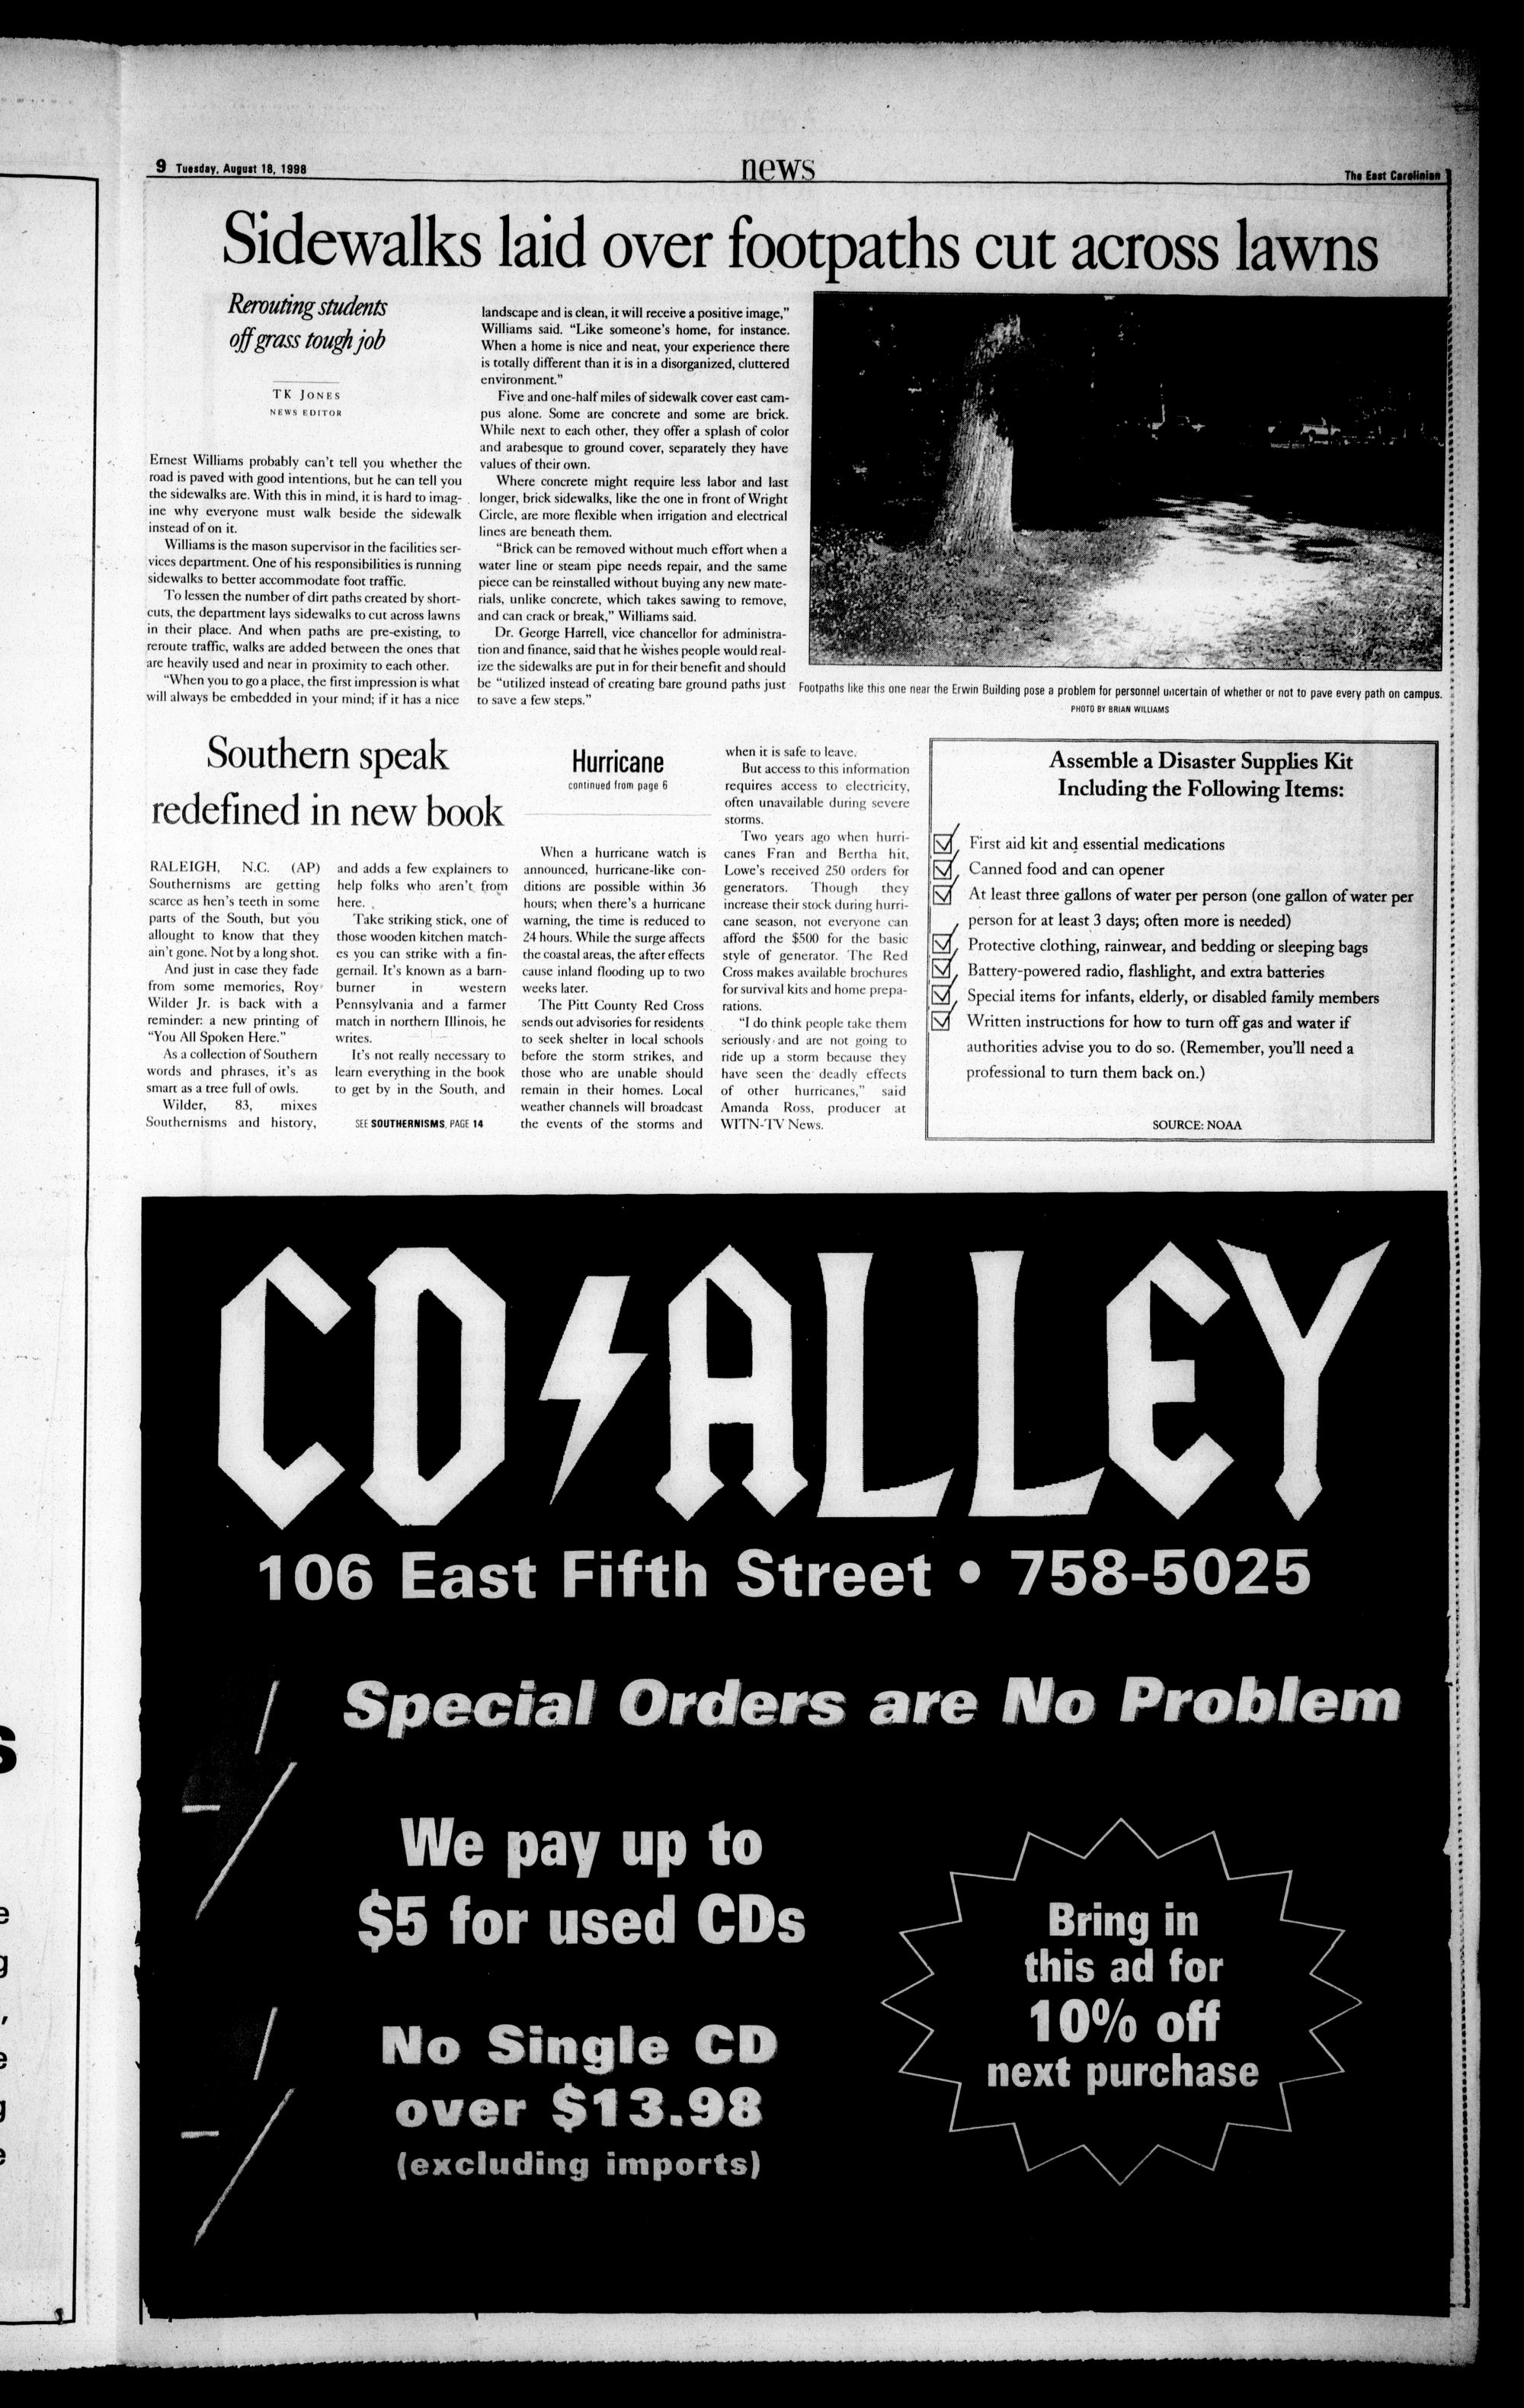 9 Tuesday, August 18, 1998
news
The East Carolinian
Sidewalks laid over footpaths cut across lawns
Rerouting students
off grass tough job
TK JONES
NEWS EDITOR
Ernest Williams probably can't tell you whether the
road is paved with good intentions, but he can tell you
the sidewalks are. With this in mind, it is hard to imag-
ine why everyone must walk beside the sidewalk
instead of on it.
Williams is the mason supervisor in the facilities ser-
vices department. One of his responsibilities is running
sidewalks to better accommodate foot traffic.
To lessen the number of dirt paths created by short-
cuts, the department lays sidewalks to cut across lawns
in their place. And when paths are pre-existing, to
reroute traffic, walks are added between the ones that
are heavily used and near in proximity to each other.
"When you to go a place, the first impression is what
will always be embedded in your mind; if it has a nice
landscape and is clean, it will receive a positive image,"
Williams said. "Like someone's home, for instance.
When a home is nice and neat, your experience there
is totally different than it is in a disorganized, cluttered
environment."
Five and one-half miles of sidewalk cover east cam-
pus alone. Some are concrete and some are brick.
While next to each other, they offer a splash of color
and arabesque to ground cover, separately they have
values of their own.
Where concrete might require less labor and last
longer, brick sidewalks, like the one in front of Wright
Circle, are more flexible when irrigation and electrical
lines are beneath them.
"Brick can be removed without much effort when a
water line or steam pipe needs repair, and the same
piece can be reinstalled without buying any new mate-
rials, unlike concrete, which takes sawing to remove,
and can crack or break," Williams said.
Dr. George Harrell, vice chancellor for administra-
tion and finance, said that he wishes people would real-
ize the sidewalks are put in for their benefit and should
be "utilized instead of creating bare ground paths just
to save a few steps."
Footpaths like this one near the Erwin Building pose a problem for personnel uncertain of whether or not to pave every path on campus.
PHOTO BY BRIAN WILLIAMS
Southern speak
redefined in new book
RALEIGH, N.C. (AP)
Southernisms are getting
scarce as hen's teeth in some
parts of the South, but you
allought to know that they
ain't gone. Not by a long shot.
And just in case they fade
from some memories, Roy
Wilder Jr. is back with a
reminder: a new printing of
"You All Spoken Here."
As a collection of Southern
words and phrases, it's as
smart as a tree full of owls.
Wilder, 83, mixes
Southernisms and history,
and adds a few explainers to
help folks who aren't from
here.
Take striking stick, one of
those wooden kitchen match-
es you can strike with a fin-
gernail. It's known as a barn-
burner in western
Pennsylvania and a farmer
match in northern Illinois, he
writes.
It's not really necessary to
learn everything in the book
to get by in the South, and
SEE SOUTHERNISMS, PAGE 14
Hurricane
continued from page 6
When a hurricane watch is
announced, hurricane-like con-
ditions are possible within 36
hours; when there's a hurricane
warning, the time is reduced to
24 hours. While the surge affects
the coastal areas, the after effects
cause inland flooding up to two
weeks later.
The Pitt County Red Cross
sends out advisories for residents
to seek shelter in local schools
before the storm strikes, and
those who are unable should
remain in their homes. Local
weather channels will broadcast
the events of the storms and
when it is safe to leave.
But access to this information
requires access to electricity,
often unavailable during severe
storms.
Two years ago when hurri-
canes Fran and Bertha hit,
Lowe's received 250 orders for
generators. Though they
increase their stock during hurri-
cane season, not everyone can
afford the $500 for the basic
style of generator. The Red
Cross makes available brochures
for survival kits and home prepa-
rations.
"I do think people take them
seriously and are not going to
ride up a storm because they
have seen the deadly effects
of other hurricanes," said
Amanda Ross, producer at
WITN-TV News.
Assemble a Disaster Supplies Kit
Including the Following Items:
First aid kit and essential medications
Canned food and can opener
At least three gallons of water per person (one gallon of water per
person for at least 3 days; often more is needed)
Protective clothing, rainwear, and bedding or sleeping bags
Battery-powered radio, flashlight, and extra batteries
Special items for infants, elderly, or disabled family members
Written instructions for how to turn off gas and water if
authorities advise you to do so. (Remember, you'll need a
professional to turn them back on.)
SOURCE: NOAA
CD ALLEY
106 East Fifth Street • 758-5025
Special Orders are No Problem
We pay up to
$5 for used CDs
No Single CD
over $13.98
(excluding imports)
Bring in
this ad for
10% off
next purchase